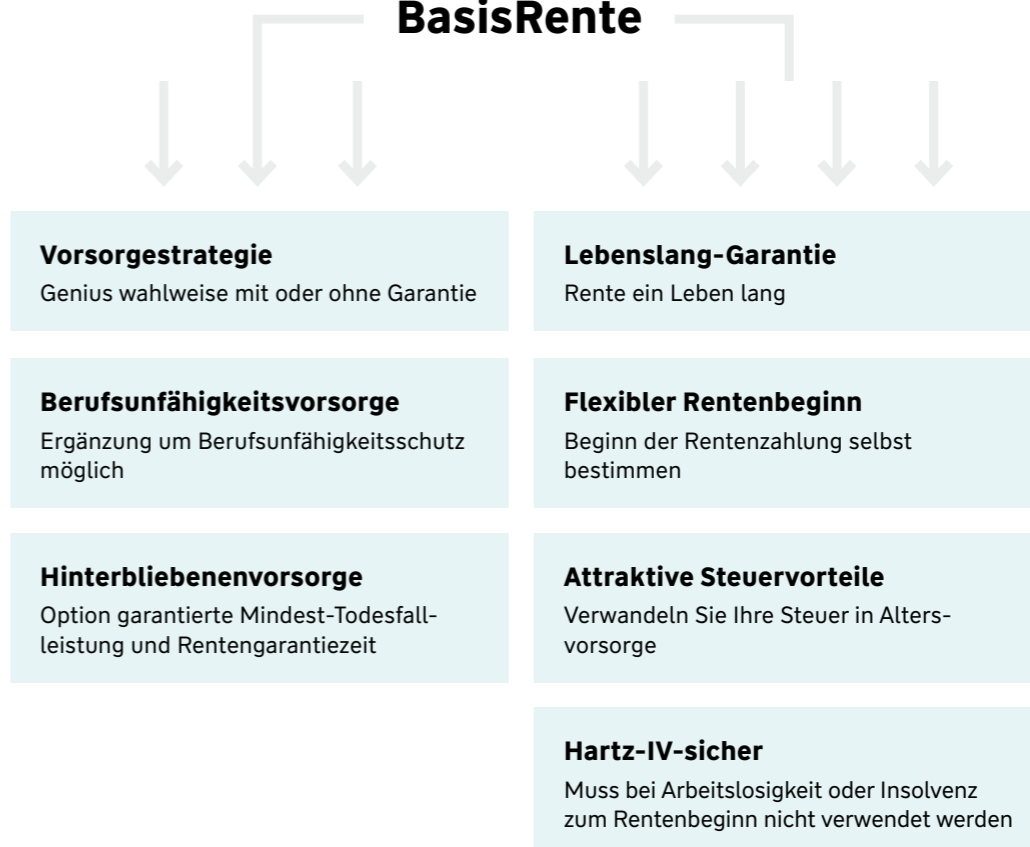 BasisRente
Vorsorgestrategie
Genius wahlweise mit oder ohne Garantie
Berufsunfähigkeitsvorsorge
Ergänzung um Berufsunfähigkeitsschutz
möglich
Hinterbliebenenvorsorge
Option garantierte Mindest-Todesfall-
leistung und Rentengarantiezeit
Lebenslang-Garantie
Rente ein Leben lang
Flexibler Rentenbeginn
Beginn der Rentenzahlung selbst
bestimmen
Attraktive Steuervorteile
Verwandeln Sie Ihre Steuer in Alters-
vorsorge
Hartz-IV-sicher
Muss bei Arbeitslosigkeit oder Insolvenz
zum Rentenbeginn nicht verwendet werden